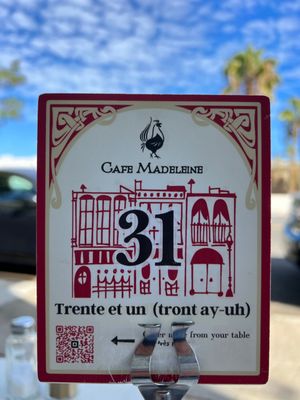 CAFE MADELEINE
31
Trente et un (tront ay-uh)
from your table